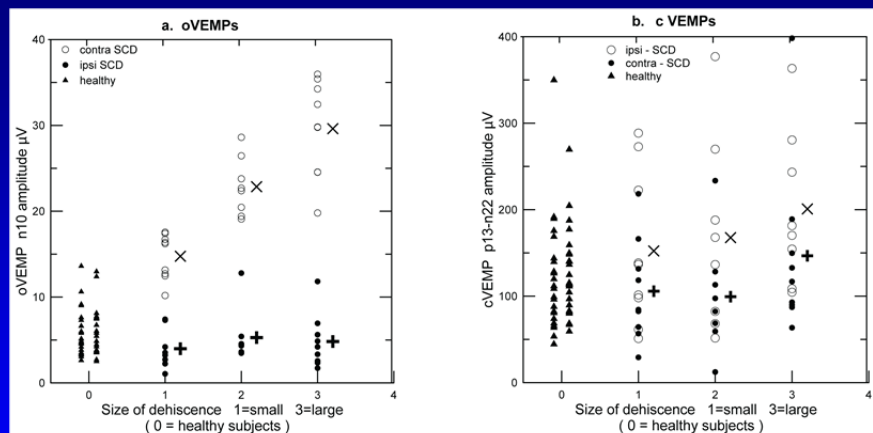 a. oVEMPs
40
30
20
10
0
oVEMP n10 amplitude µV
contra SCD
ipsi SCD
healthy
0 1 2 3 4
Size of dehiscence 1=small 3=large
( 0 = healthy subjects )
b. c VEMPs
400
300
200
100
0
cVEMP p13-n22 amplitude µV
ipsi - SCD
contra - SCD
healthy
0 1 2 3 4
Size of dehiscence 1=small 3=large
( 0 = healthy subjects )